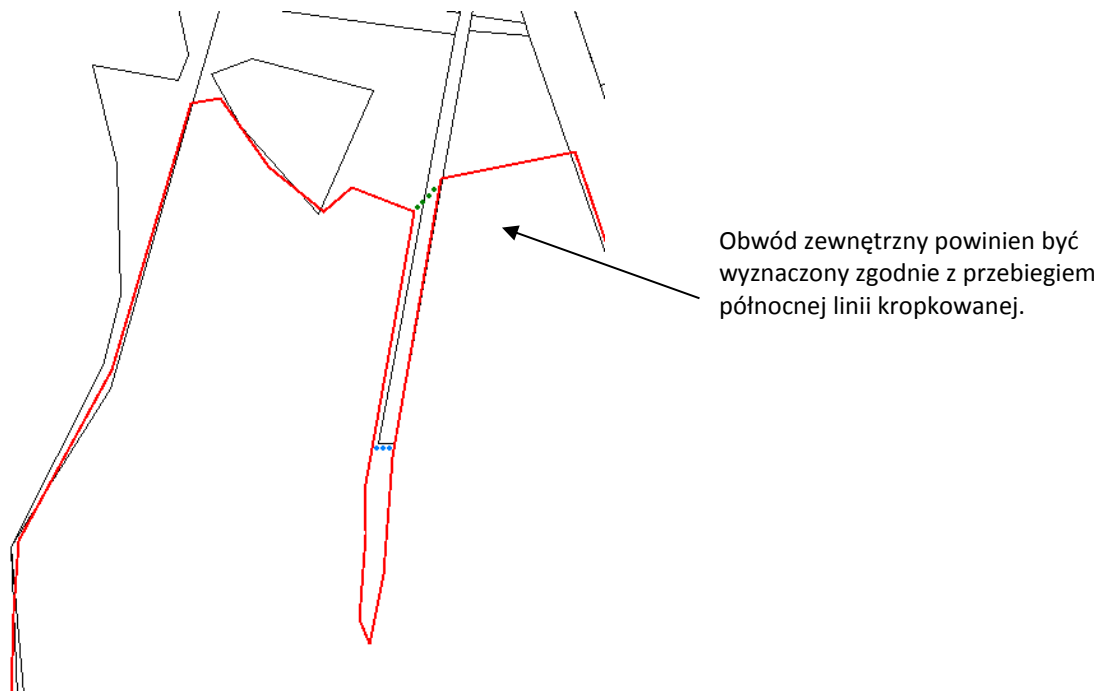 Obwód zewnętrzny powinien być
wyznaczony zgodnie z przebiegiem
północnej linii kropkowanej.